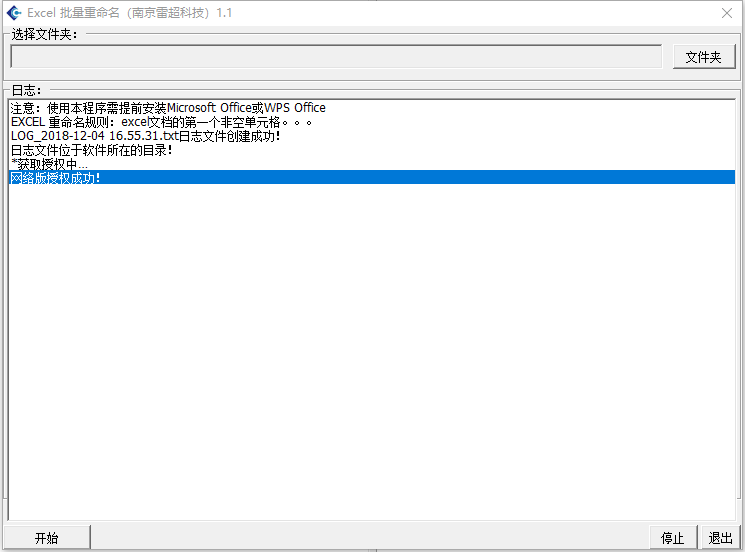 Excel 批量重命名（南京雷超科技）1.1
选择文件夹：
文件夹
日志：
注意：使用本程序需提前安装Microsoft Office或WPS Office
EXCEL 重命名规则：excel文档的第一个非空单元格。。。
LOG_2018-12-04 16.55.31.txt日志文件创建成功！
日志文件位于软件所在的目录！
*获取授权中...
网络版授权成功！
开始
停止
退出